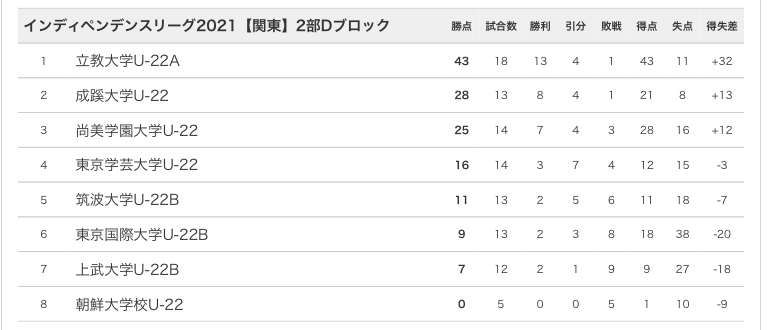 インディペンデンスリーグ2021【関東】2部Dブロック 勝点 試合数 勝利 引分 敗戦 得点 失点 得失差
1 立教大学U-22A 43 18 13 4 1 43 11 +32
2 成蹊大学U-22 28 13 8 4 1 21 8 +13
3 尚美学園大学U-22 25 14 7 4 3 28 16 +12
4 東京学芸大学U-22 16 14 3 7 4 12 15 -3
5 筑波大学U-22B 11 13 2 5 6 11 18 -7
6 東京国際大学U-22B 9 13 2 3 8 18 38 -20
7 上武大学U-22B 7 12 2 1 9 9 27 -18
8 朝鮮大学校U-22 0 5 0 0 5 1 10 -9